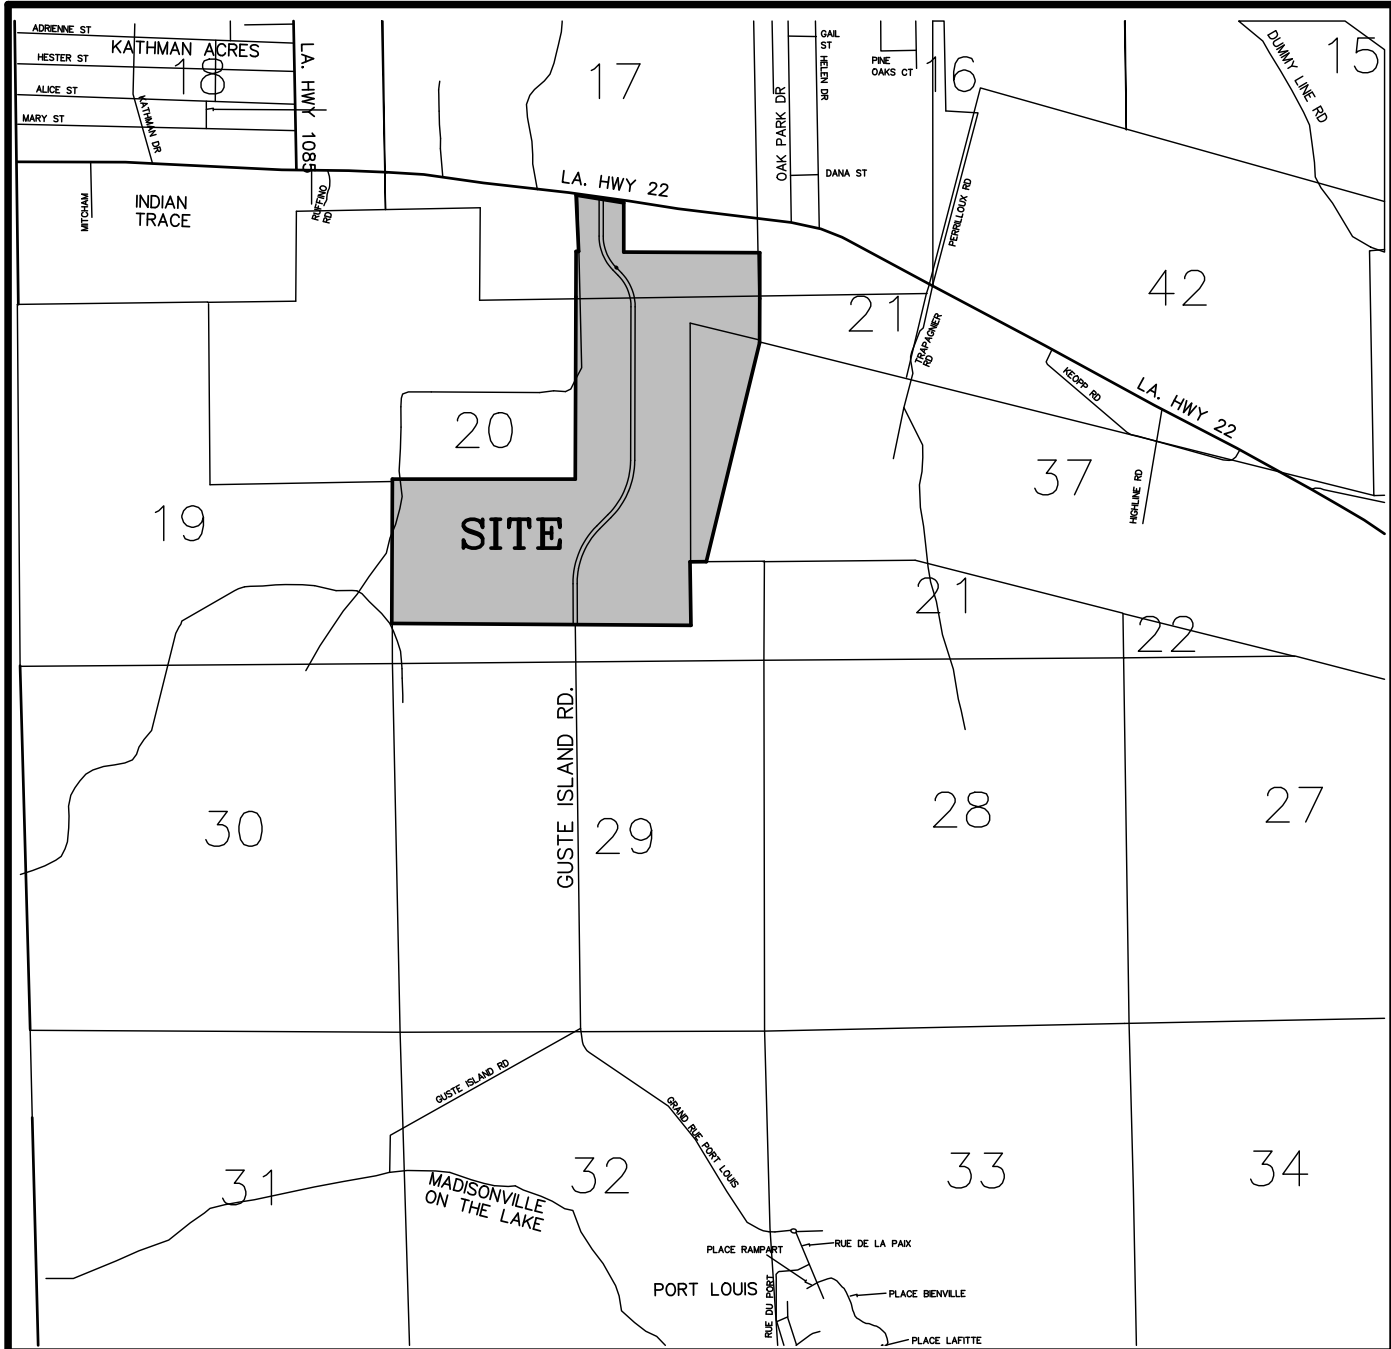 ADRIENNE ST
KATHMAN ACRES
HESTER ST
18
ALICE ST
MARY ST
KATHMAN DR
LA. HWY 1085
17
OAK PARK DR
GAIL
ST
HELEN DR
PINE
OAKS CT
16
DUMMY LINE RD
15
DANA ST
LA. HWY 22
MITCHAM
INDIAN
TRACE
RUFFINO
RD
PERRILLOUX RD
42
21
TRAPAGNIER
RD
KEOPP RD
LA. HWY 22
20
37
HIGHLINE RD
19
SITE
21
22
GUSTE ISLAND RD.
30
29
28
27
GUSTE ISLAND RD
GRAND RUE PORT LOUIS
31
MADISONVILLE
ON THE LAKE
32
33
34
PLACE RAMPART
RUE DE LA PAIX
PORT LOUIS
RUE DU PORT
PLACE BIENVILLE
PLACE LAFITTE